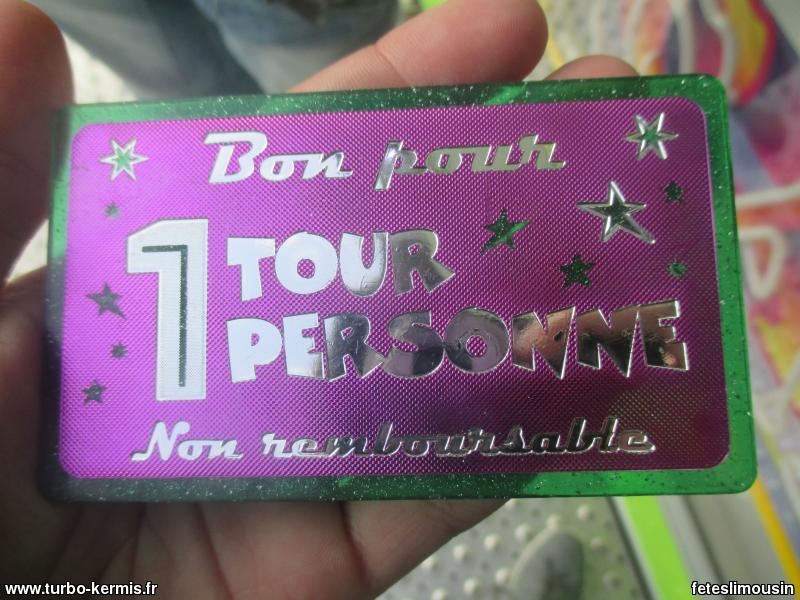 Bon pour
1 TOUR
PERSONNE
Non remboursable
www.turbo-kermis.fr
feteslimousin